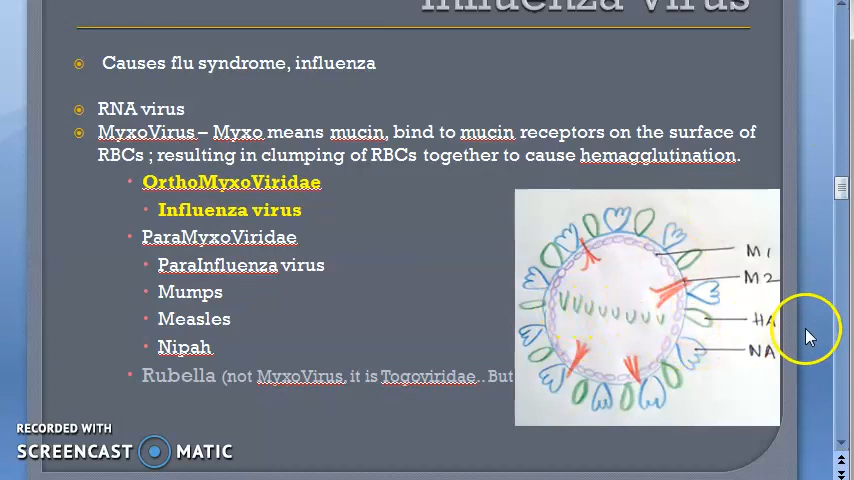 Influenza Virus
Causes flu syndrome, influenza
RNA virus
MyxoVirus – Myxo means mucin, bind to mucin receptors on the surface of
RBCs ; resulting in clumping of RBCs together to cause hemagglutination.
OrthoMyxoViridae
Influenza virus
ParaMyxoViridae
ParaInfluenza virus
Mumps
Measles
Nipah
Rubella (not MyxoVirus, it is Togoviridae.. But
M1
M2
HA
NA
RECORDED WITH
SCREENCAST MATIC